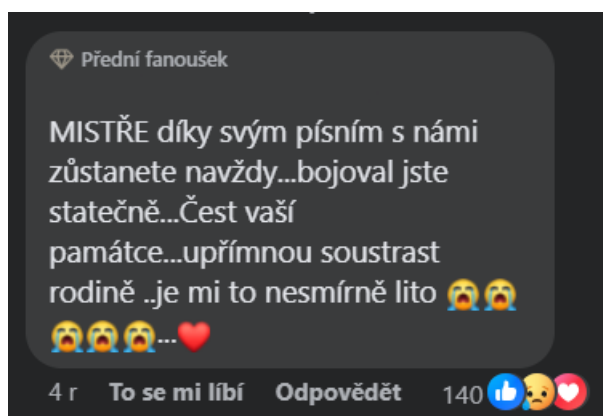 Přední fanoušek
MISTŘE díky svým písním s námi
zůstanete navždy...bojoval jste
statečně...Čest vaší
památce...upřímnou soustrast
rodině ..je mi to nesmírně lito 😭😭
😭😭😭...❤️
4 r To se mi líbí Odpovědět 140